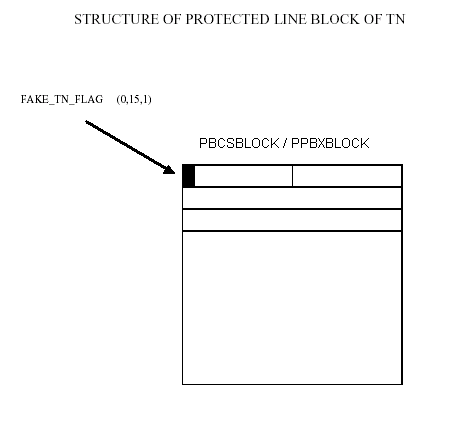 STRUCTURE OF PROTECTED LINE BLOCK OF TN
FAKE_TN_FLAG (0,15,1)
PBCSBLOCK / PPBXBLOCK